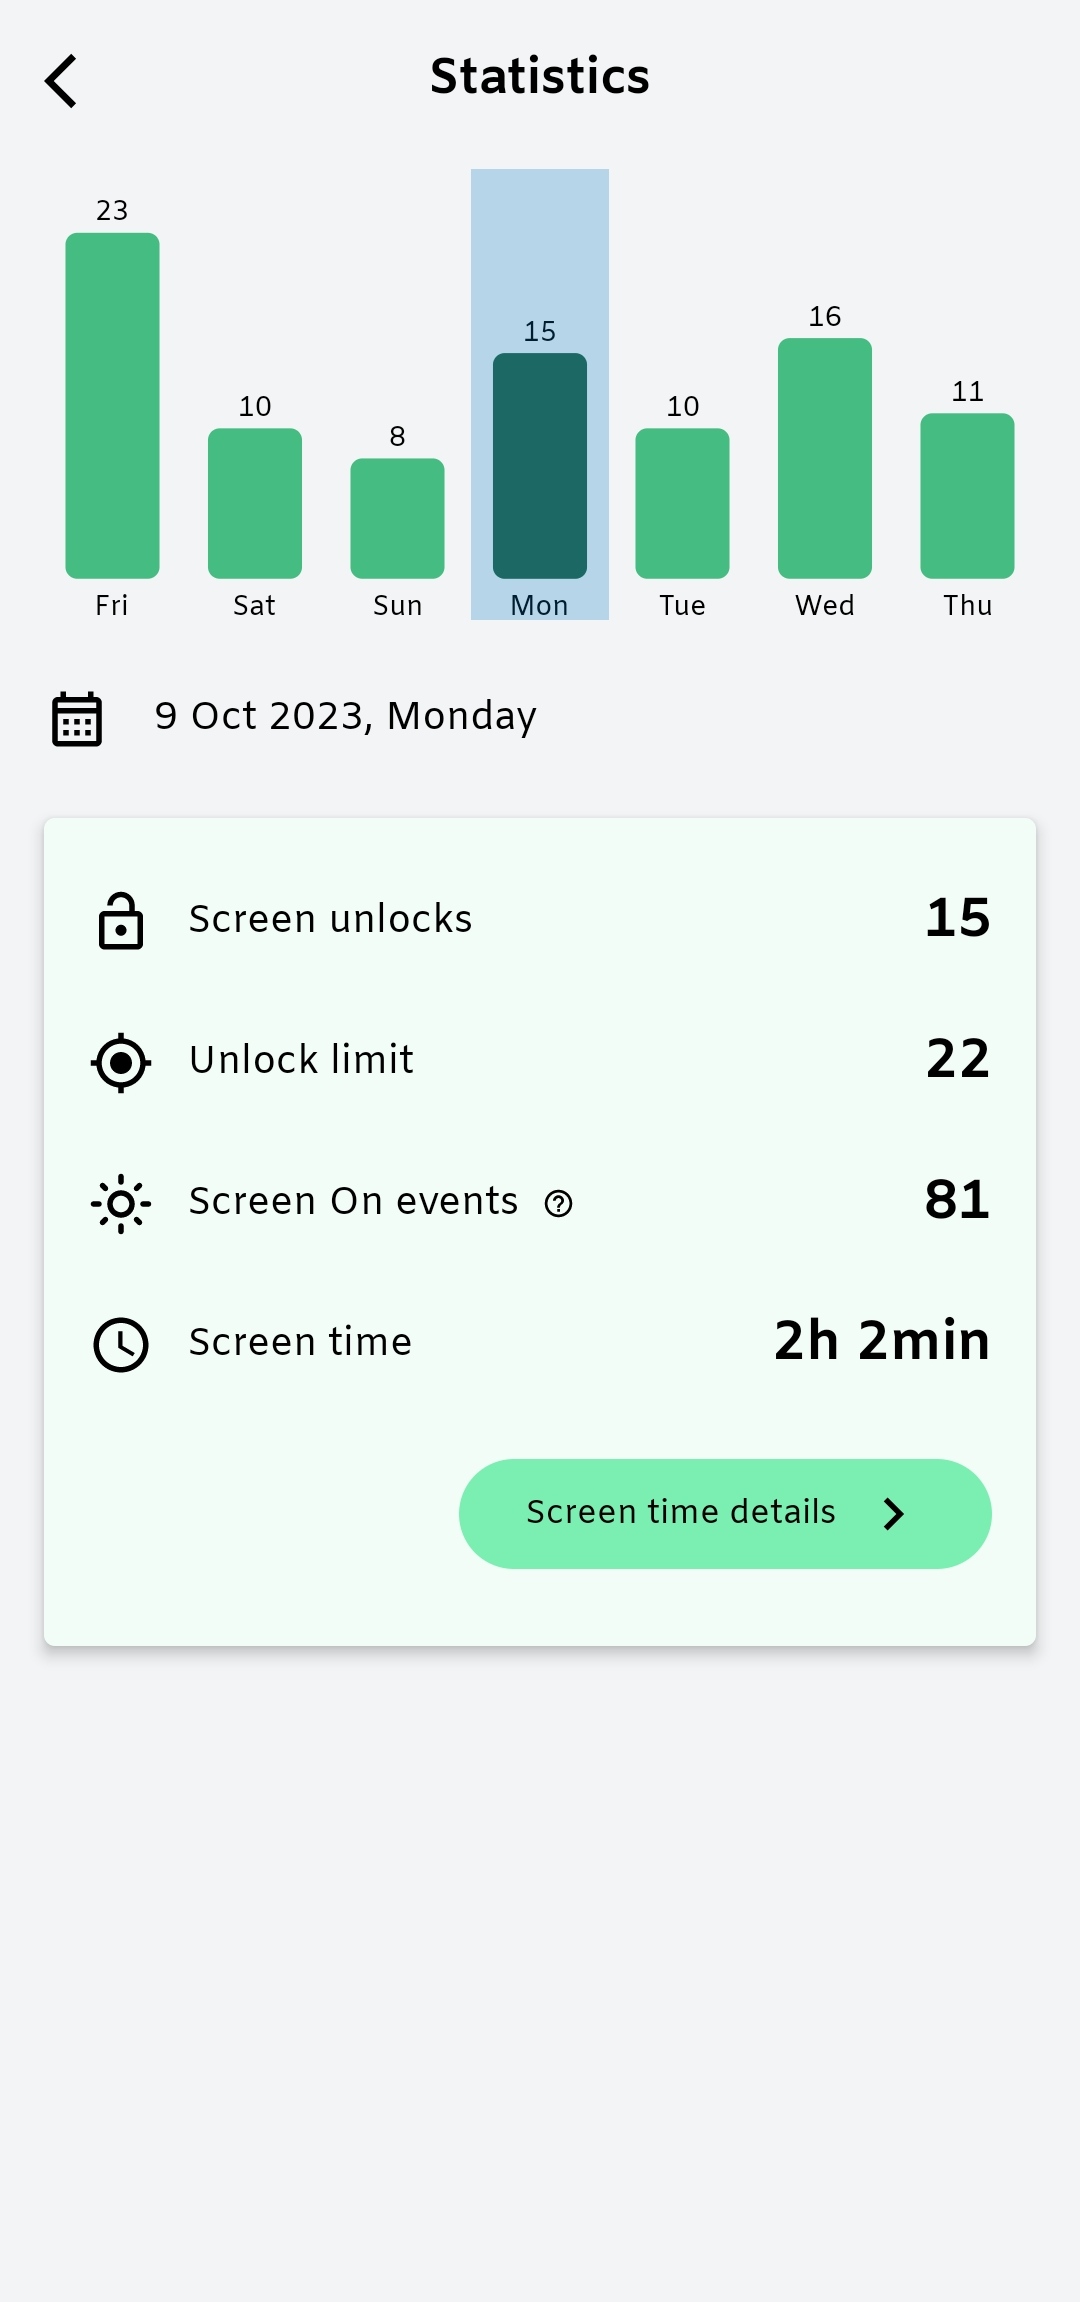 Statistics
23
10
8
15
10
16
11
Fri Sat Sun Mon Tue Wed Thu
9 Oct 2023, Monday
Screen unlocks 15
Unlock limit 22
Screen On events 81
Screen time 2h 2min
Screen time details